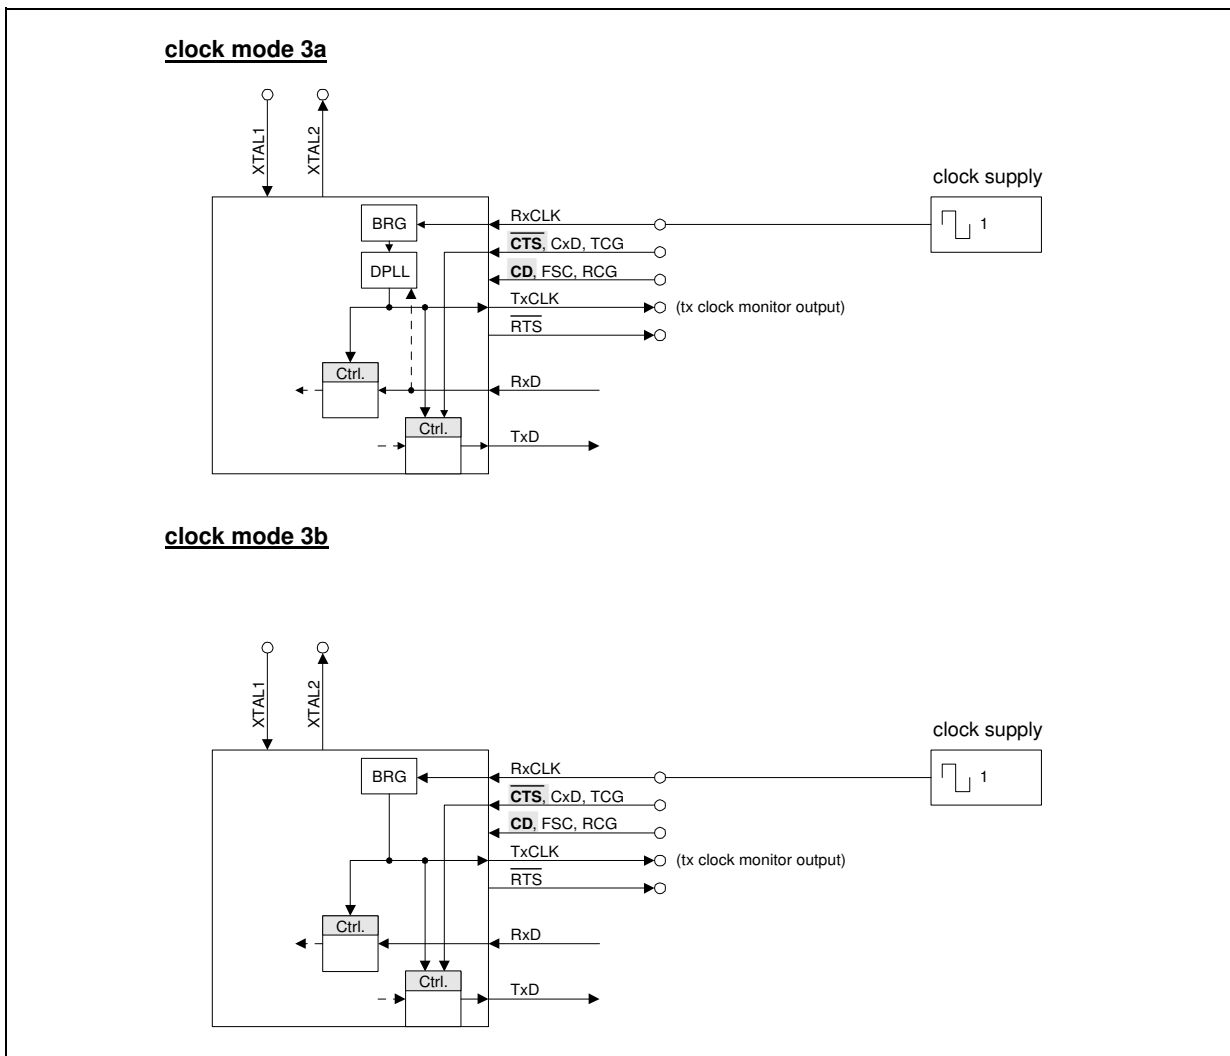 clock mode 3a
XTAL1
XTAL2
clock supply
BRG
RxCLK
1
CTS, CxD, TCG
DPLL
CD, FSC, RCG
TxCLK
(tx clock monitor output)
RTS
Ctrl.
RxD
Ctrl.
TxD
clock mode 3b
XTAL1
XTAL2
clock supply
BRG
RxCLK
1
CTS, CxD, TCG
CD, FSC, RCG
TxCLK
(tx clock monitor output)
RTS
Ctrl.
RxD
Ctrl.
TxD